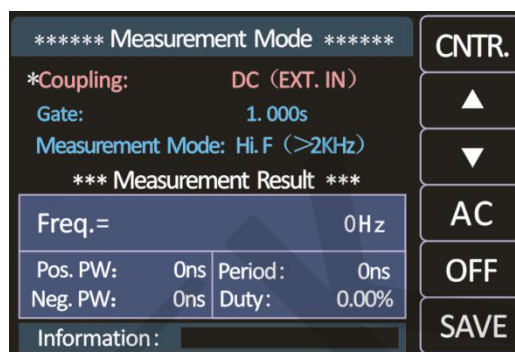 ****** Measurement Mode ******
*Coupling: DC (EXT. IN)
Gate: 1. 000s
Measurement Mode: Hi. F (>2KHz)
*** Measurement Result ***
Freq.= 0Hz
Pos. PW: 0ns Period: 0ns
Neg. PW: 0ns Duty: 0.00%
Information:
CNTR.
▲
▼
AC
OFF
SAVE